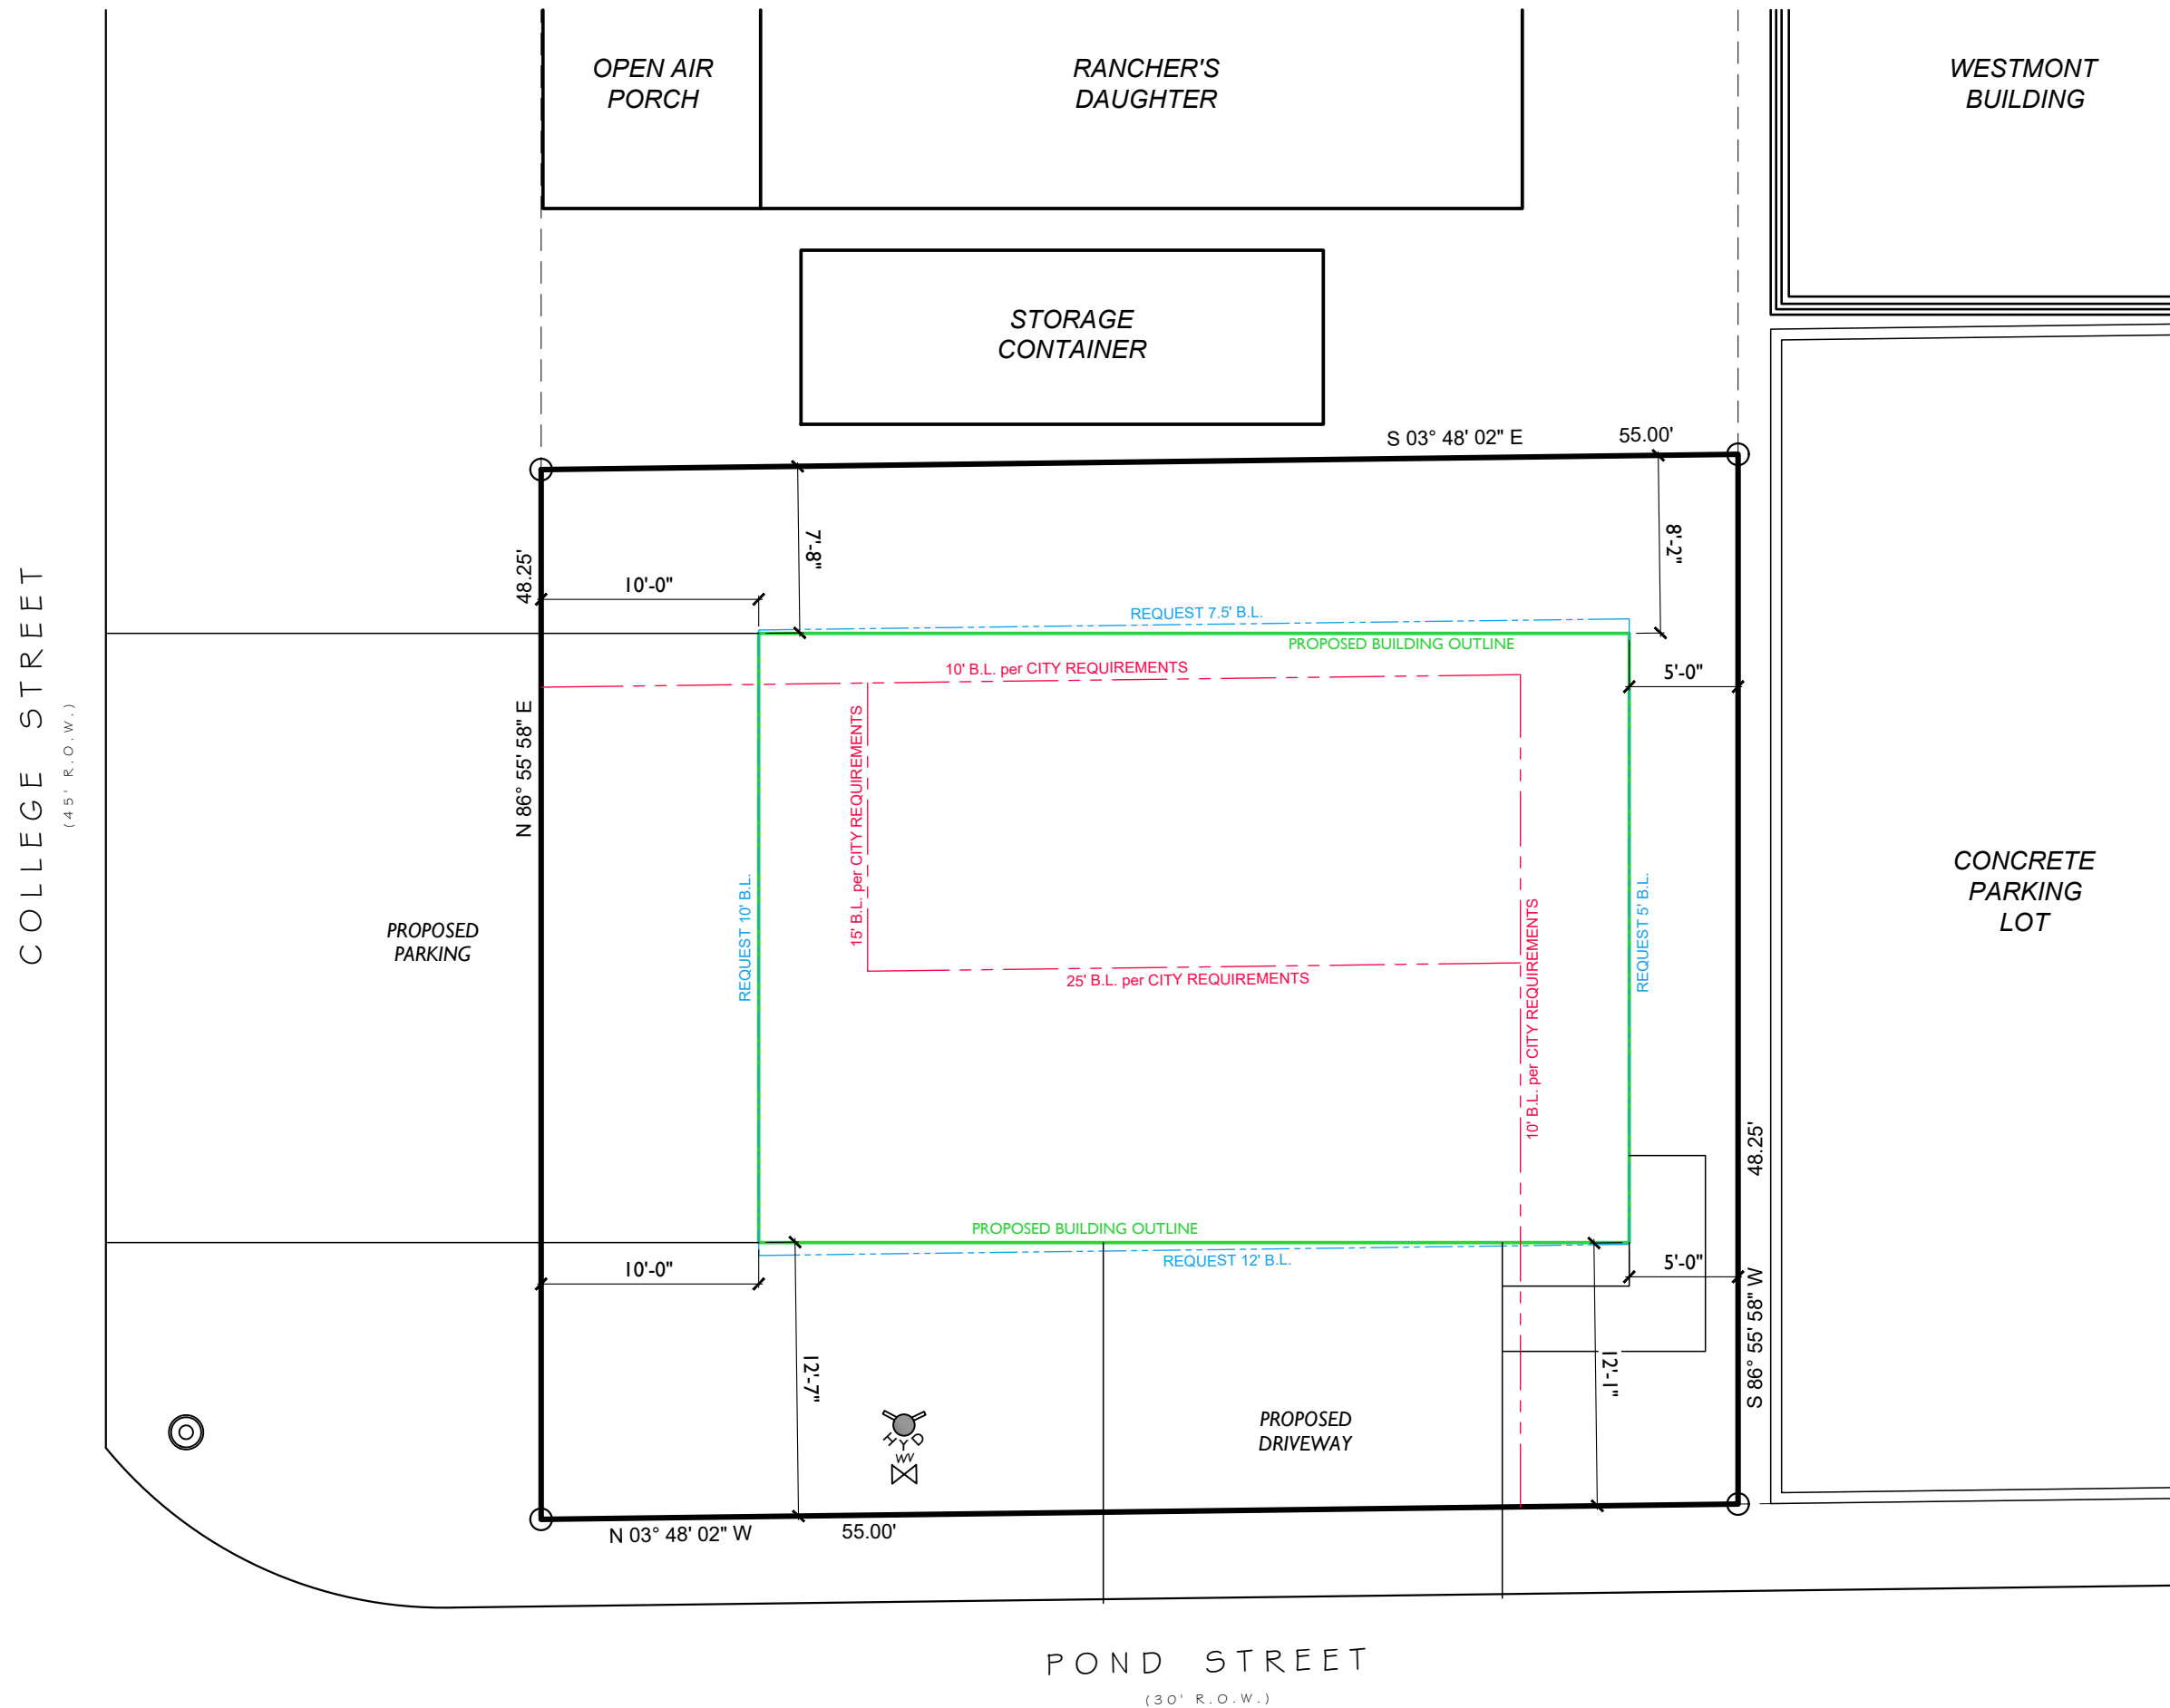 OPEN AIR
PORCH
RANCHER'S
DAUGHTER
WESTMONT
BUILDING
STORAGE
CONTAINER
S 03° 48' 02" E
55.00'
7'-8"
8'-2"
48.25'
10'-0"
REQUEST 7.5' B.L.
PROPOSED BUILDING OUTLINE
10' B.L. per CITY REQUIREMENTS
5'-0"
COLLEGE STREET
(45' R.O.W.)
N 86° 55' 58" E
15' B.L. per CITY REQUIREMENTS
PROPOSED
PARKING
REQUEST 10' B.L.
25' B.L. per CITY REQUIREMENTS
10' B.L. per CITY REQUIREMENTS
REQUEST 5' B.L.
CONCRETE
PARKING
LOT
48.25'
PROPOSED BUILDING OUTLINE
REQUEST 12' B.L.
10'-0"
5'-0"
S 86° 55' 58" W
12'-7"
12'-1"
HYD
WV
PROPOSED
DRIVEWAY
N 03° 48' 02" W
55.00'
POND STREET
(30' R.O.W.)